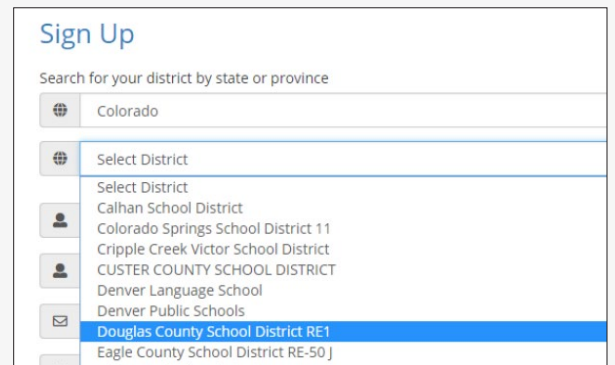 Sign Up
Search for your district by state or province
Colorado
Select District
Select District
Calhan School District
Colorado Springs School District 11
Cripple Creek Victor School District
CUSTER COUNTY SCHOOL DISTRICT
Denver Language School
Denver Public Schools
Douglas County School District RE1
Eagle County School District RE-50 J